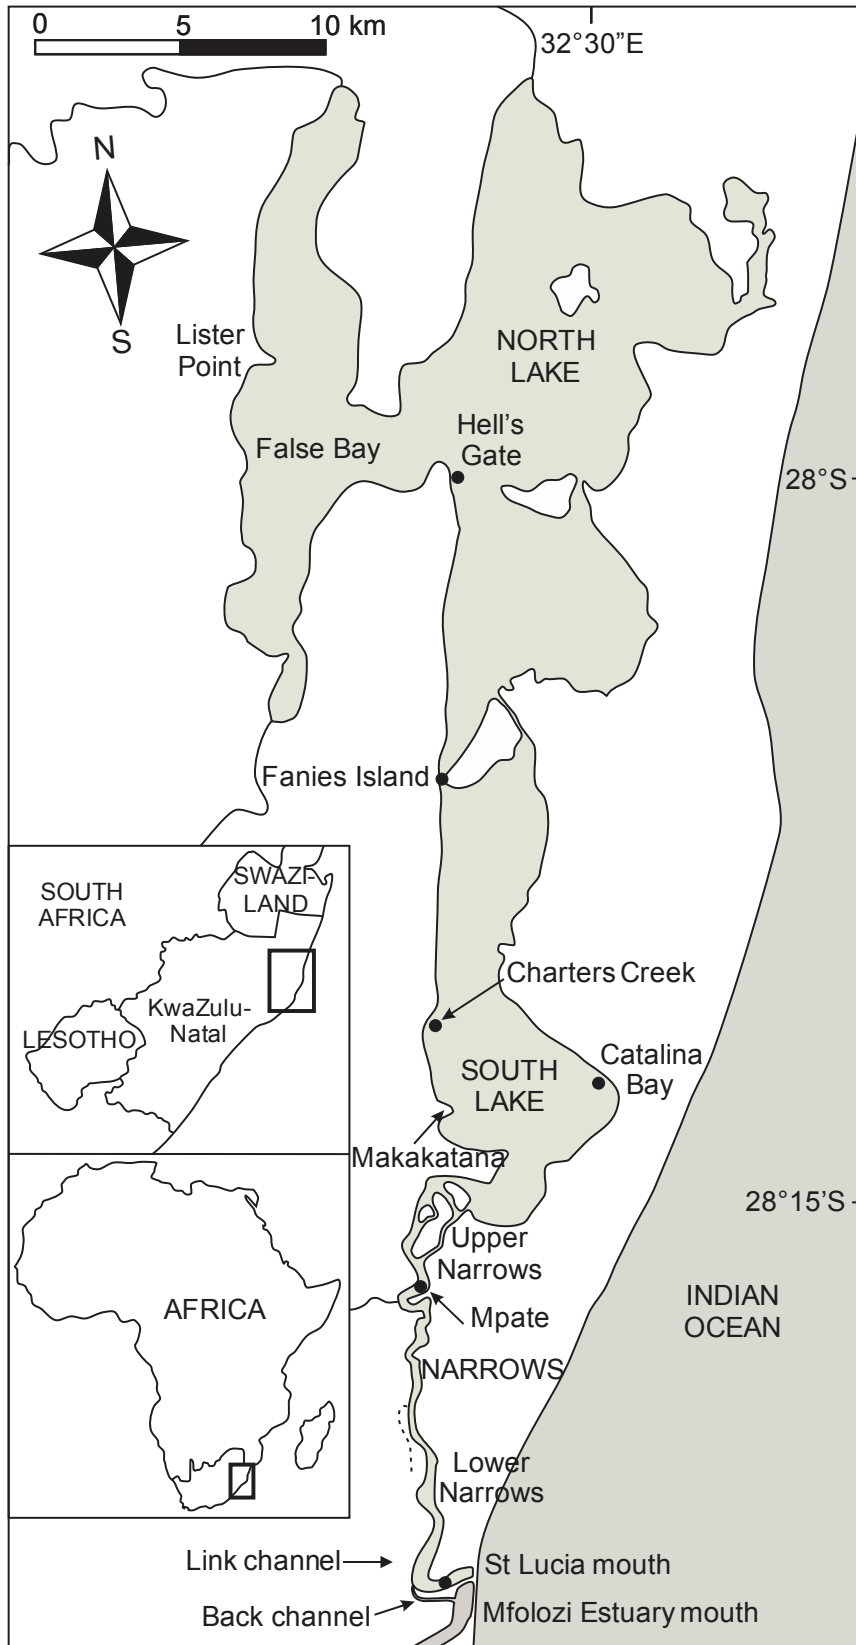 0 5 10 km
32°30”E
N
S
Lister
Point
NORTH
LAKE
Hell's
Gate
False Bay
28°S
Fanies Island
SOUTH
AFRICA
SWAZI-
LAND
KwaZulu-
Natal
LESOTHO
Charters Creek
SOUTH
LAKE
Catalina
Bay
Makakatana
28°15'S
Upper
Narrows
Mpate
INDIAN
OCEAN
AFRICA
NARROWS
Lower
Narrows
Link channel
St Lucia mouth
Back channel
Mfolozi Estuary mouth